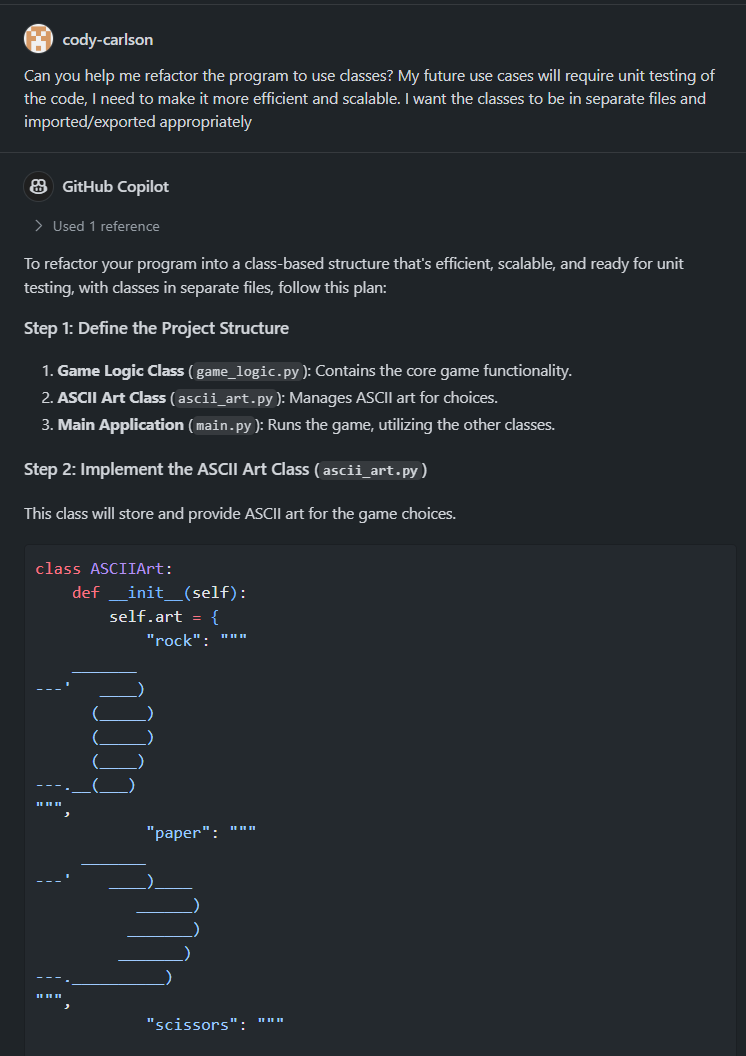 cody-carlson
Can you help me refactor the program to use classes? My future use cases will require unit testing of
the code, I need to make it more efficient and scalable. I want the classes to be in separate files and
imported/exported appropriately
GitHub Copilot
Used 1 reference
To refactor your program into a class-based structure that's efficient, scalable, and ready for unit
testing, with classes in separate files, follow this plan:
Step 1: Define the Project Structure
1. Game Logic Class (game_logic.py): Contains the core game functionality.
2. ASCII Art Class (ascii_art.py): Manages ASCII art for choices.
3. Main Application (main.py): Runs the game, utilizing the other classes.
Step 2: Implement the ASCII Art Class (ascii_art.py)
This class will store and provide ASCII art for the game choices.
class ASCIIArt:
    def __init__(self):
        self.art = {
            "rock": """
    _______
---'   ____)
      (_____)
      (_____)
      (____)
---.__(___)
""",
            "paper": """
     _______
---'    ____)____
           ______)
          _______)
         _______)
---.__________)
""",
            "scissors": """